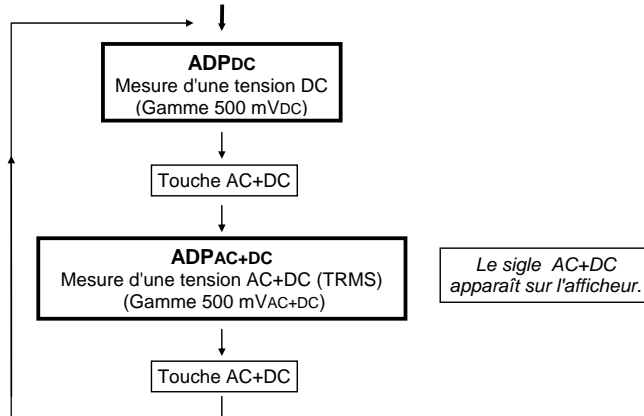 ADPDC
Mesure d'une tension DC
(Gamme 500 mVDC)
Touche AC+DC
ADPAC+DC
Mesure d'une tension AC+DC (TRMS)
(Gamme 500 mVAC+DC)
Le sigle AC+DC
apparaît sur l'afficheur.
Touche AC+DC